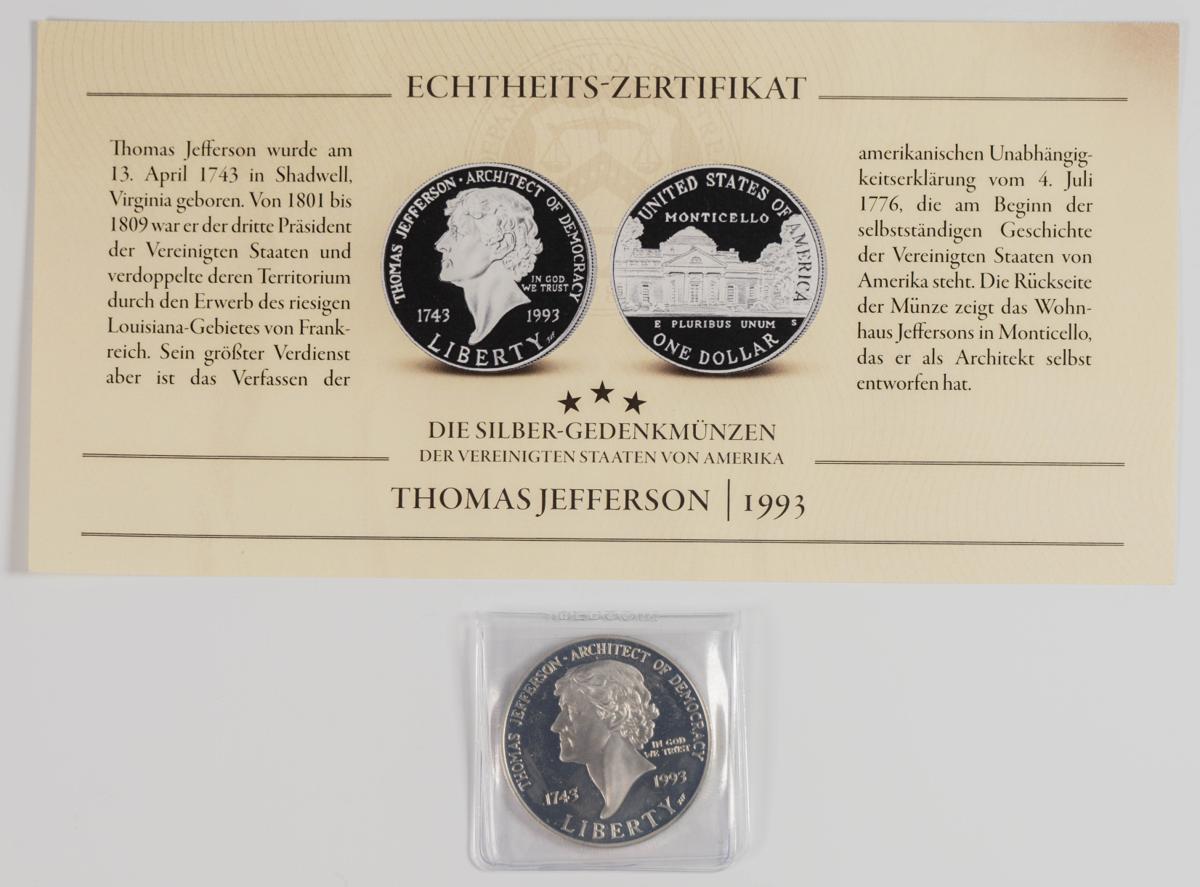 ECHTHEITS-ZERTIFIKAT
Thomas Jefferson wurde am
13. April 1743 in Shadwell,
Virginia geboren. Von 1801 bis
1809 war er der dritte Präsident
der Vereinigten Staaten und
verdoppelte deren Territorium
durch den Erwerb des riesigen
Louisiana-Gebietes von Frank-
reich. Sein größter Verdienst
aber ist das Verfassen der
THOMAS JEFFERSON · ARCHITECT OF DEMOCRACY
IN GOD
WE TRUST
1743 1993
LIBERTY
UNITED STATES OF AMERICA
MONTICELLO
E PLURIBUS UNUM S
ONE DOLLAR
amerikanischen Unabhängig-
keitserklärung vom 4. Juli
1776, die am Beginn der
selbstständigen Geschichte
der Vereinigten Staaten von
Amerika steht. Die Rückseite
der Münze zeigt das Wohn-
haus Jeffersons in Monticello,
das er als Architekt selbst
entworfen hat.
DIE SILBER-GEDENKMÜNZEN
DER VEREINIGTEN STAATEN VON AMERIKA
THOMAS JEFFERSON | 1993
THOMAS JEFFERSON · ARCHITECT OF DEMOCRACY
IN GOD
WE TRUST
1743 1993
LIBERTY